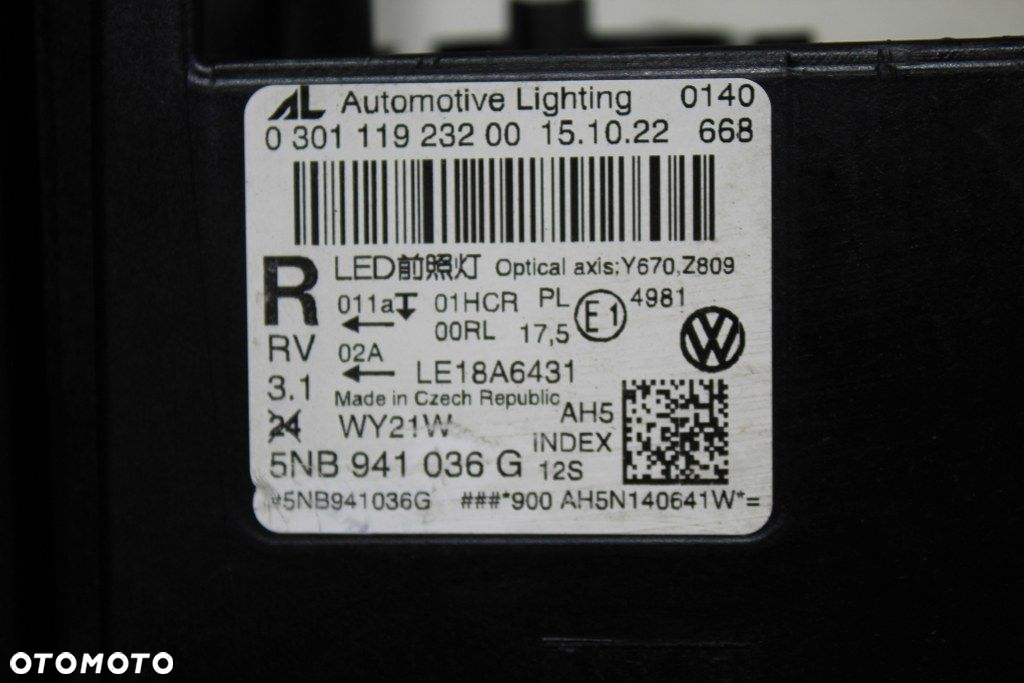 AL Automotive Lighting 0140
0 301 119 232 00 15.10.22 668
R LED前照灯 Optical axis:Y670,Z809
011a 01HCR PL E1 4981
00RL 17,5
RV 02A
LE18A6431
3.1 Made in Czech Republic
24 WY21W AH5
INDEX
5NB 941 036 G 12S
#5NB941036G ###*900 AH5N140641W*=
OTOMOTO